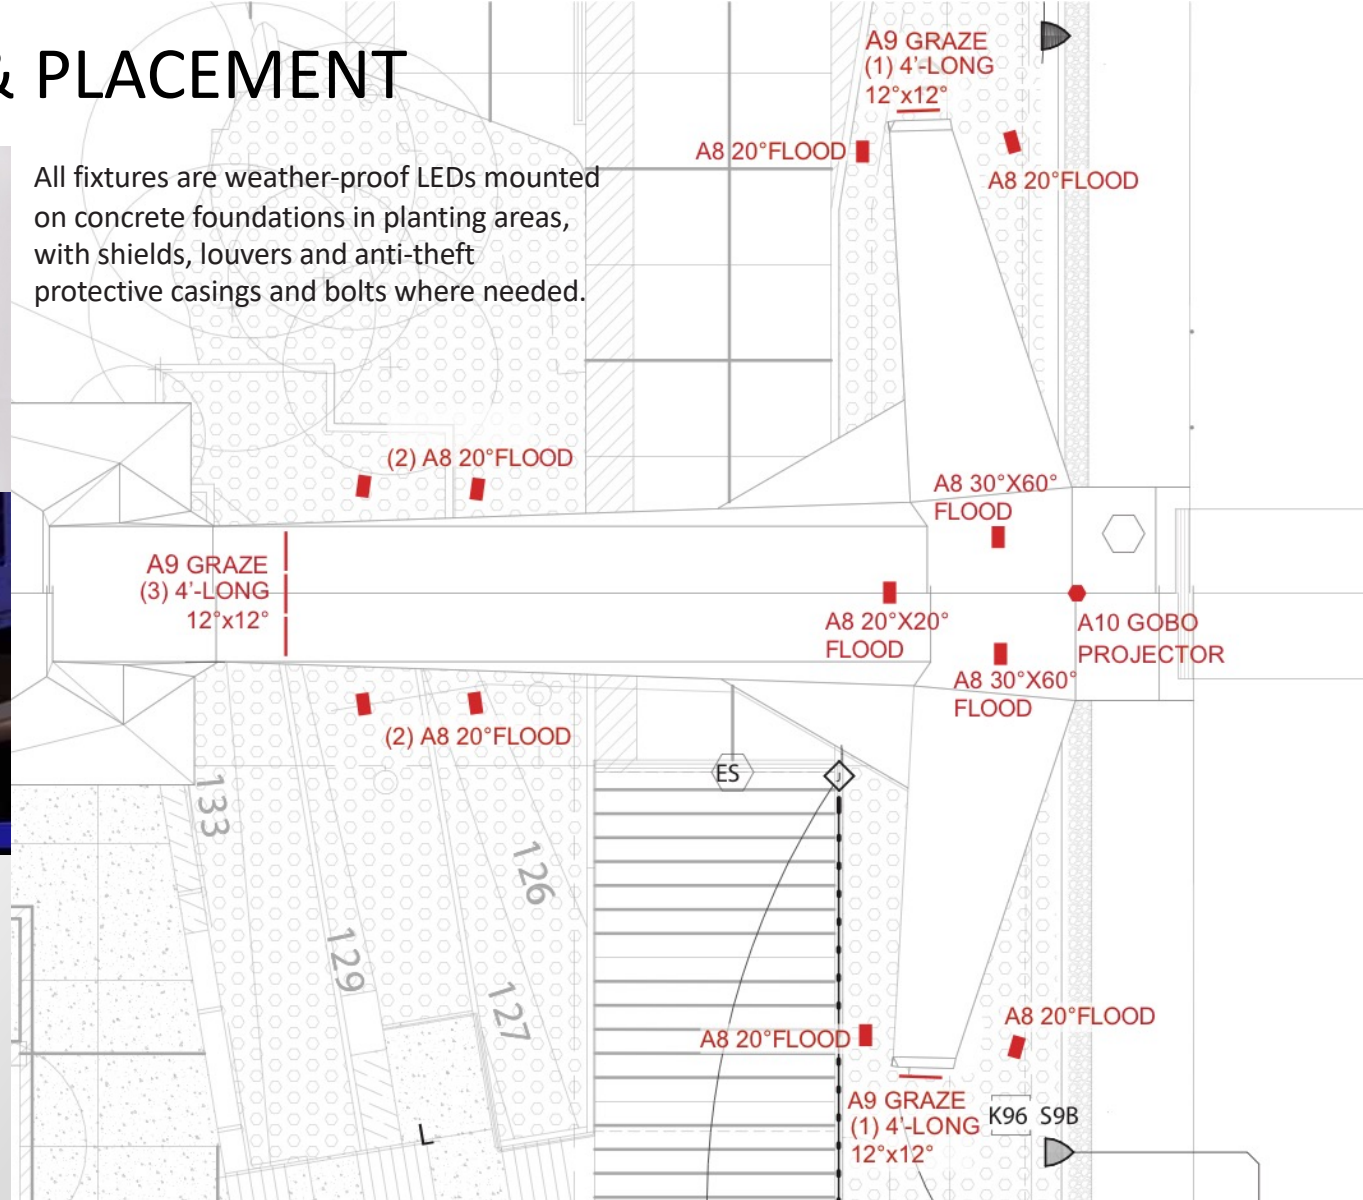 & PLACEMENT
All fixtures are weather-proof LEDs mounted
on concrete foundations in planting areas,
with shields, louvers and anti-theft
protective casings and bolts where needed.
A9 GRAZE
(1) 4'-LONG
12°x12°
A8 20°FLOOD
A8 20°FLOOD
(2) A8 20°FLOOD
A8 30°X60°
FLOOD
A9 GRAZE
(3) 4'-LONG
12°x12°
A8 20°X20°
FLOOD
A10 GOBO
PROJECTOR
A8 30°X60°
FLOOD
(2) A8 20°FLOOD
ES
J
133
126
129
127
A8 20°FLOOD
A8 20°FLOOD
A9 GRAZE
(1) 4'-LONG
12°x12°
K96 S9B
L